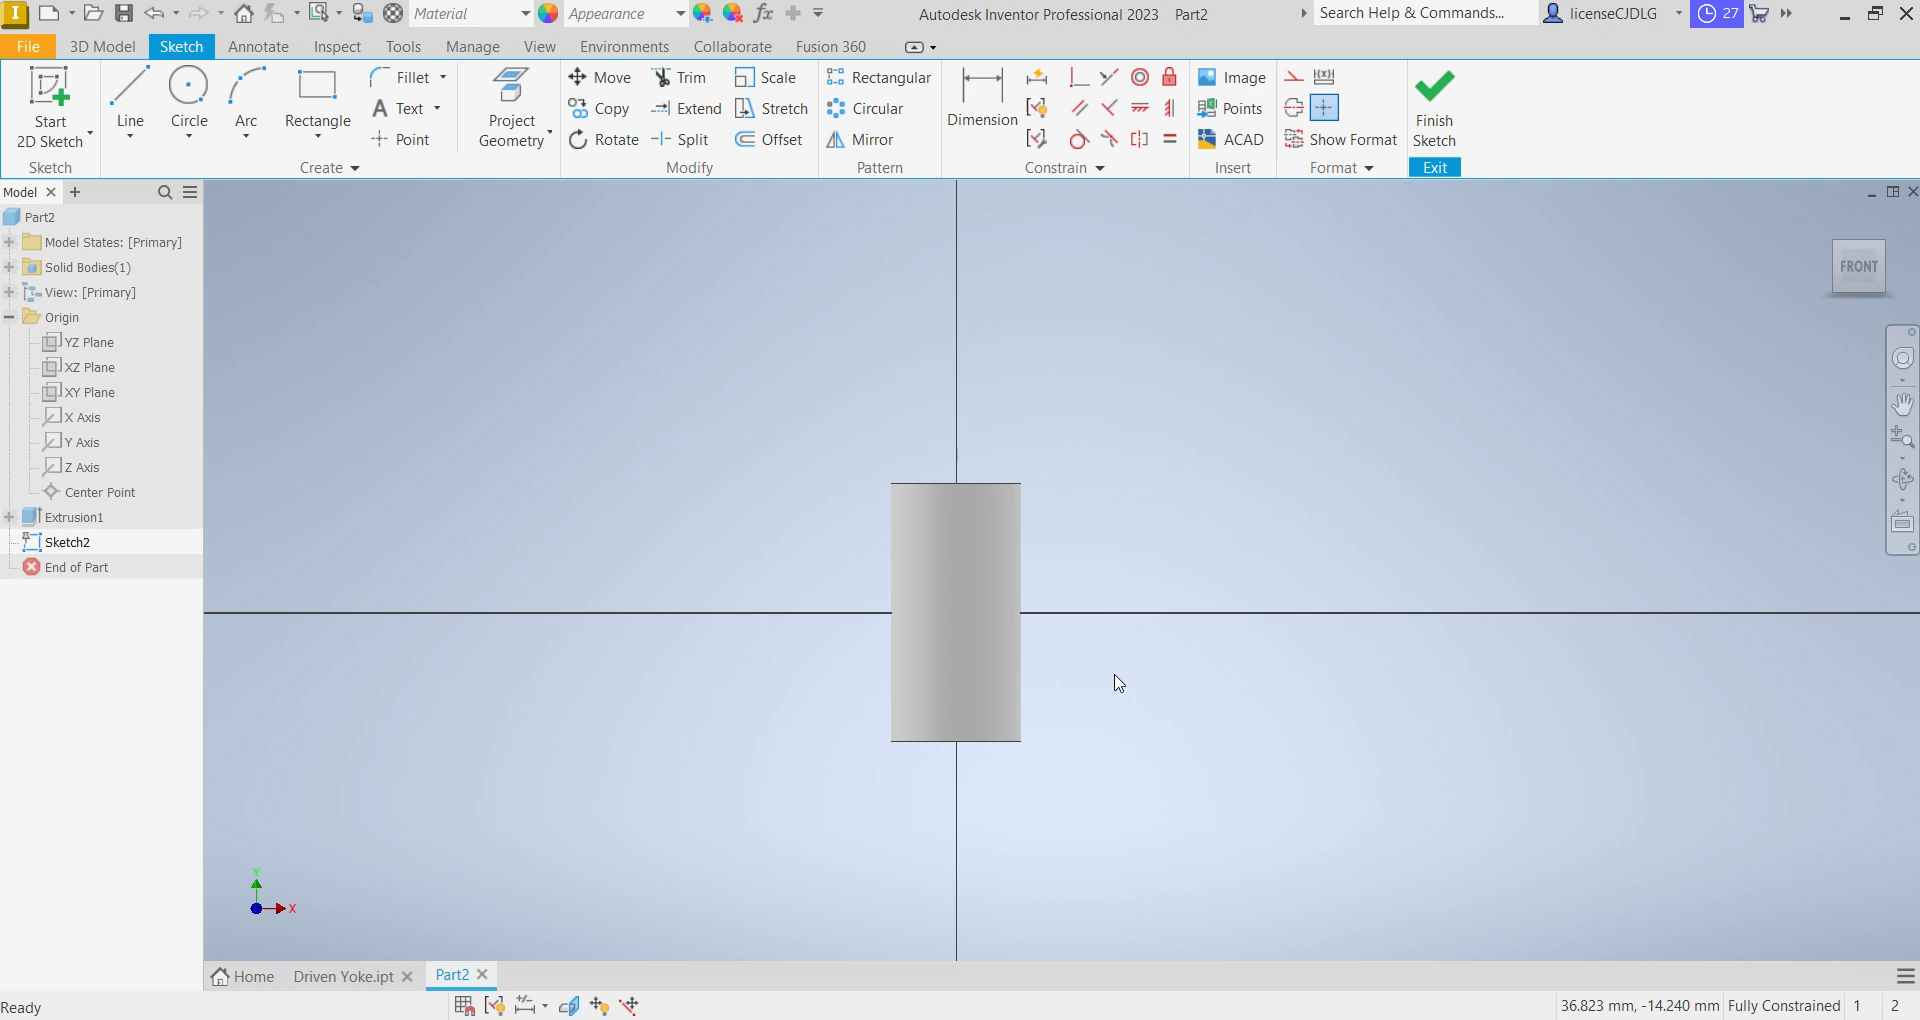 Material Appearance fx Autodesk Inventor Professional 2023 Part2 Search Help & Commands... licenseCJDLG 27
File 3D Model Sketch Annotate Inspect Tools Manage View Environments Collaborate Fusion 360
Start 2D Sketch
Line
Circle
Arc
Rectangle
Fillet
Text
Point
Project Geometry
Move Trim Scale
Copy Extend Stretch
Rotate Split Offset
Rectangular
Circular
Mirror
Dimension
Image
Points
ACAD
Show Format
Finish Sketch
Sketch Create Modify Pattern Constrain Insert Format Exit
Model
Part2
Model States: [Primary]
Solid Bodies(1)
View: [Primary]
Origin
YZ Plane
XZ Plane
XY Plane
X Axis
Y Axis
Z Axis
Center Point
Extrusion1
Sketch2
End of Part
FRONT
Y
X
Home Driven Yoke.ipt Part2
Ready 36.823 mm, -14.240 mm Fully Constrained 1 2